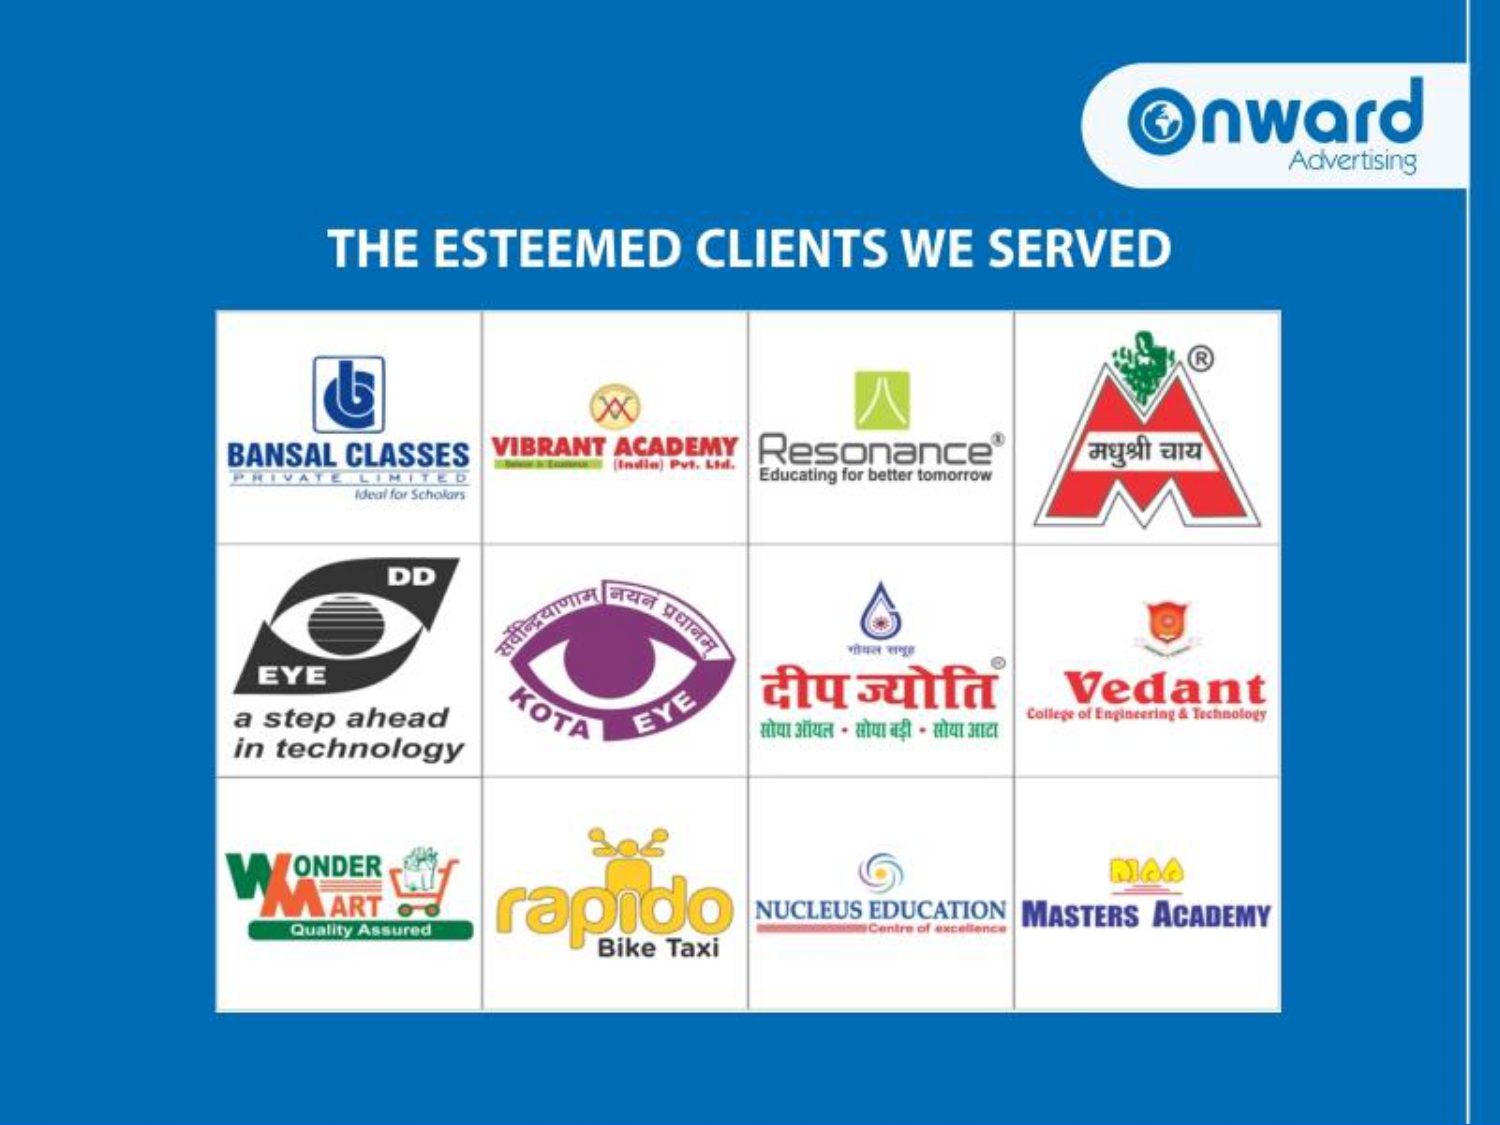 Onward
Advertising
THE ESTEEMED CLIENTS WE SERVED
BANSAL CLASSES
PRIVATE LIMITED
Ideal for Scholars
VIBRANT ACADEMY
(India) Pvt. Ltd.
Resonance®
Educating for better tomorrow
®
मधुश्री चाय
DD
EYE
a step ahead
in technology
सर्वेन्द्रियाणाम् नयनं प्रधानम्
KOTA EYE
गोयल समूह
दीप ज्योति ®
सोया ऑयल • सोया बड़ी • सोया आटा
Vedant
College of Engineering & Technology
WONDER
MART
Quality Assured
rapido
Bike Taxi
NUCLEUS EDUCATION
Centre of excellence
MASTERS ACADEMY